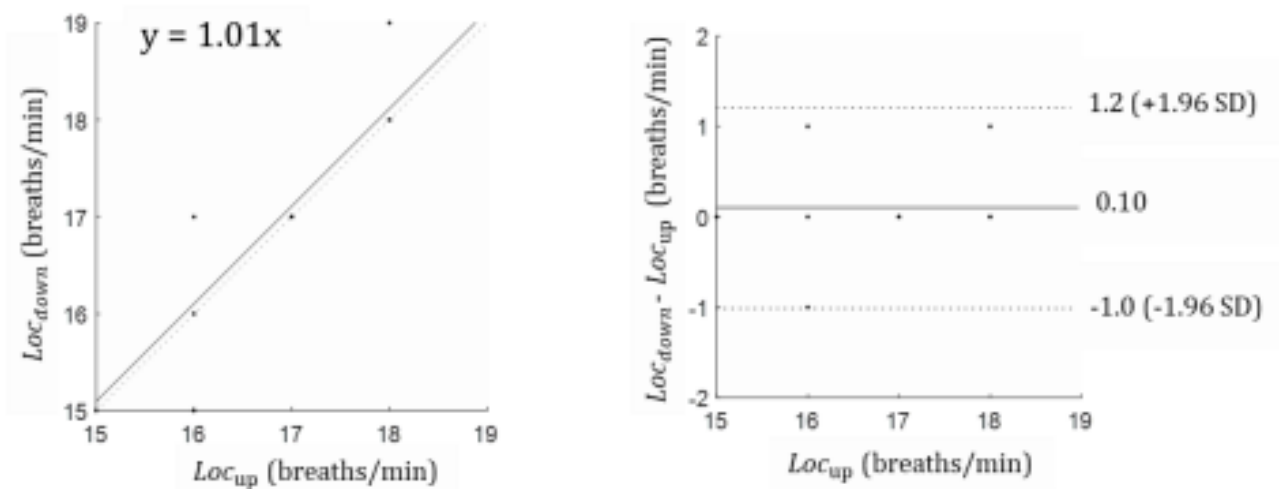 y = 1.01x
19
18
17
16
15
Loc_down (breaths/min)
15 16 17 18 19
Loc_up (breaths/min)
2
1
0
-1
-2
Loc_down - Loc_up (breaths/min)
1.2 (+1.96 SD)
0.10
-1.0 (-1.96 SD)
15 16 17 18 19
Loc_up (breaths/min)